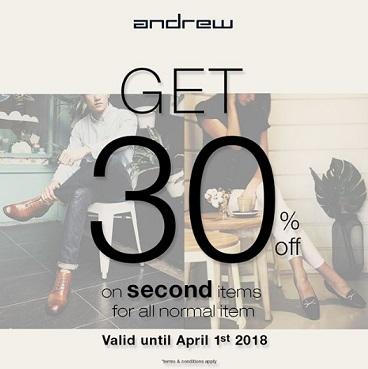 andrew
GET
30% off
on second items
for all normal item
Valid until April 1st 2018
*terms & conditions apply